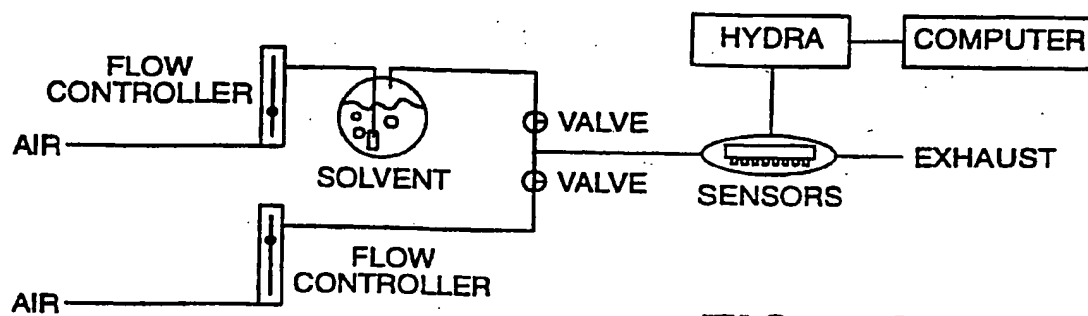 HYDRA
COMPUTER
FLOW
CONTROLLER
AIR
SOLVENT
VALVE
VALVE
SENSORS
EXHAUST
FLOW
CONTROLLER
AIR